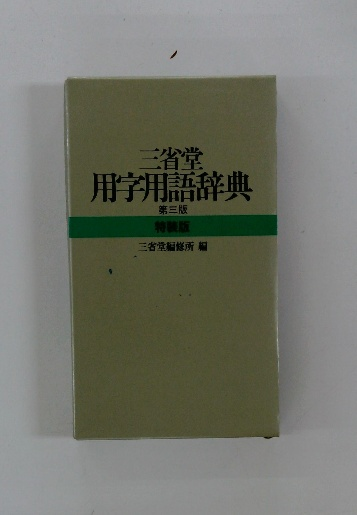 三省堂
用字用語辞典
第三版
特装版
三省堂編修所 編